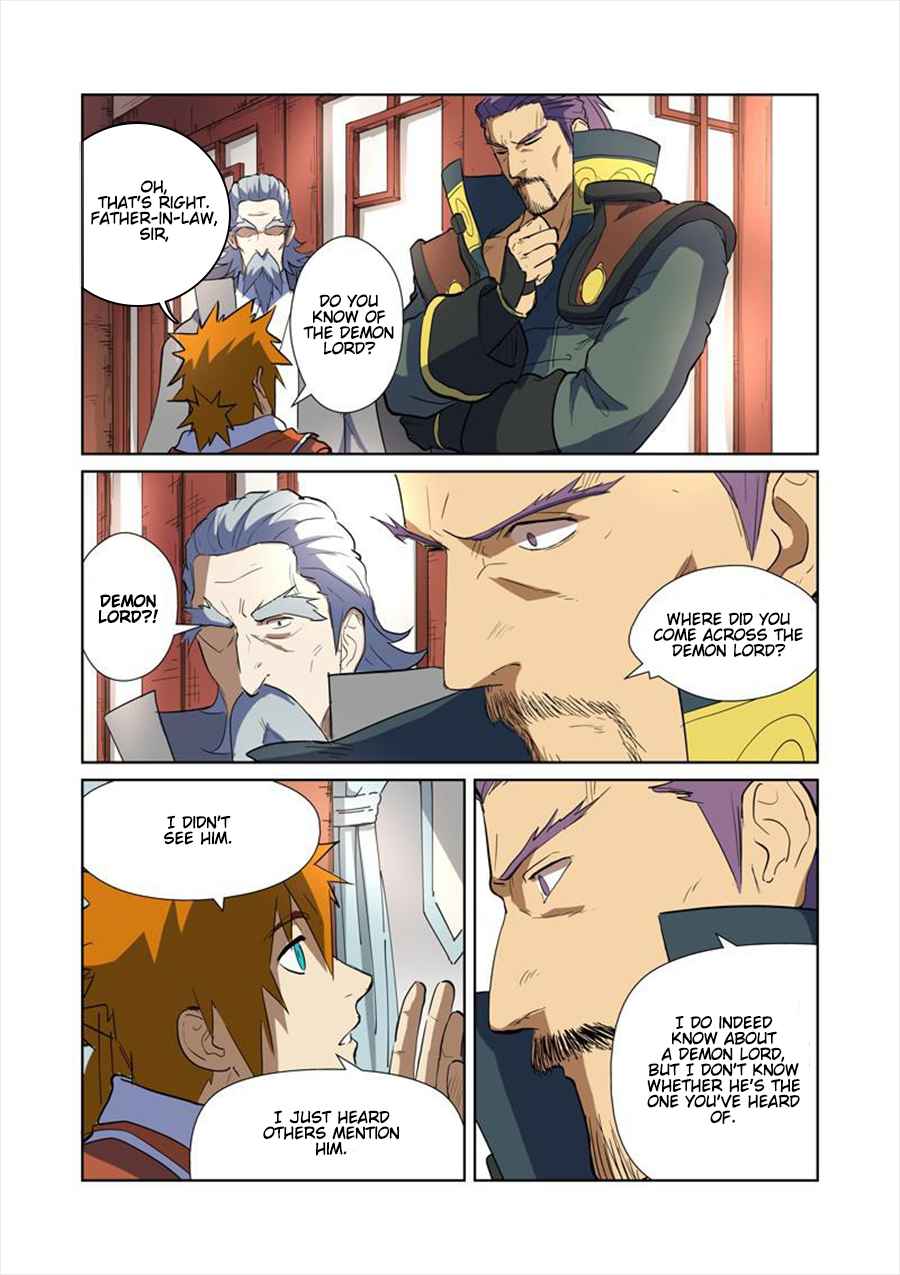 OH,
THAT'S RIGHT.
FATHER-IN-LAW,
SIR,
DO YOU
KNOW OF
THE DEMON
LORD?
DEMON
LORD?!
WHERE DID YOU
COME ACROSS THE
DEMON LORD?
I DIDN'T
SEE HIM.
I JUST HEARD
OTHERS MENTION
HIM.
I DO INDEED
KNOW ABOUT
A DEMON LORD,
BUT I DON'T KNOW
WHETHER HE'S THE
ONE YOU'VE HEARD
OF.